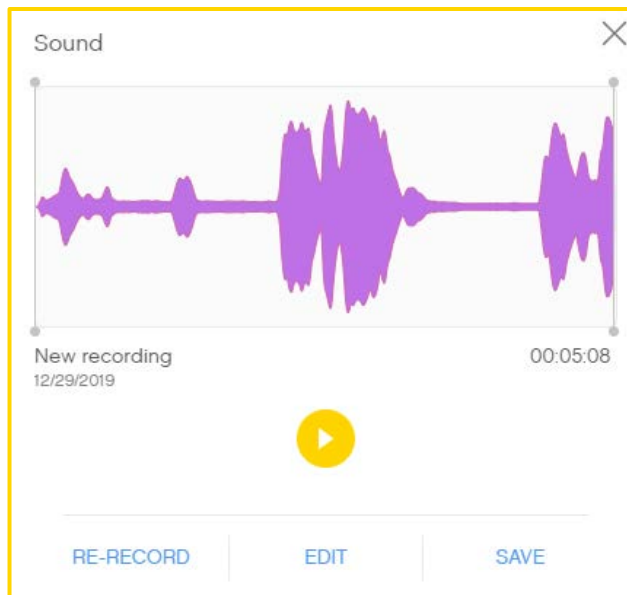 Sound
New recording
00:05:08
12/29/2019
RE-RECORD
EDIT
SAVE